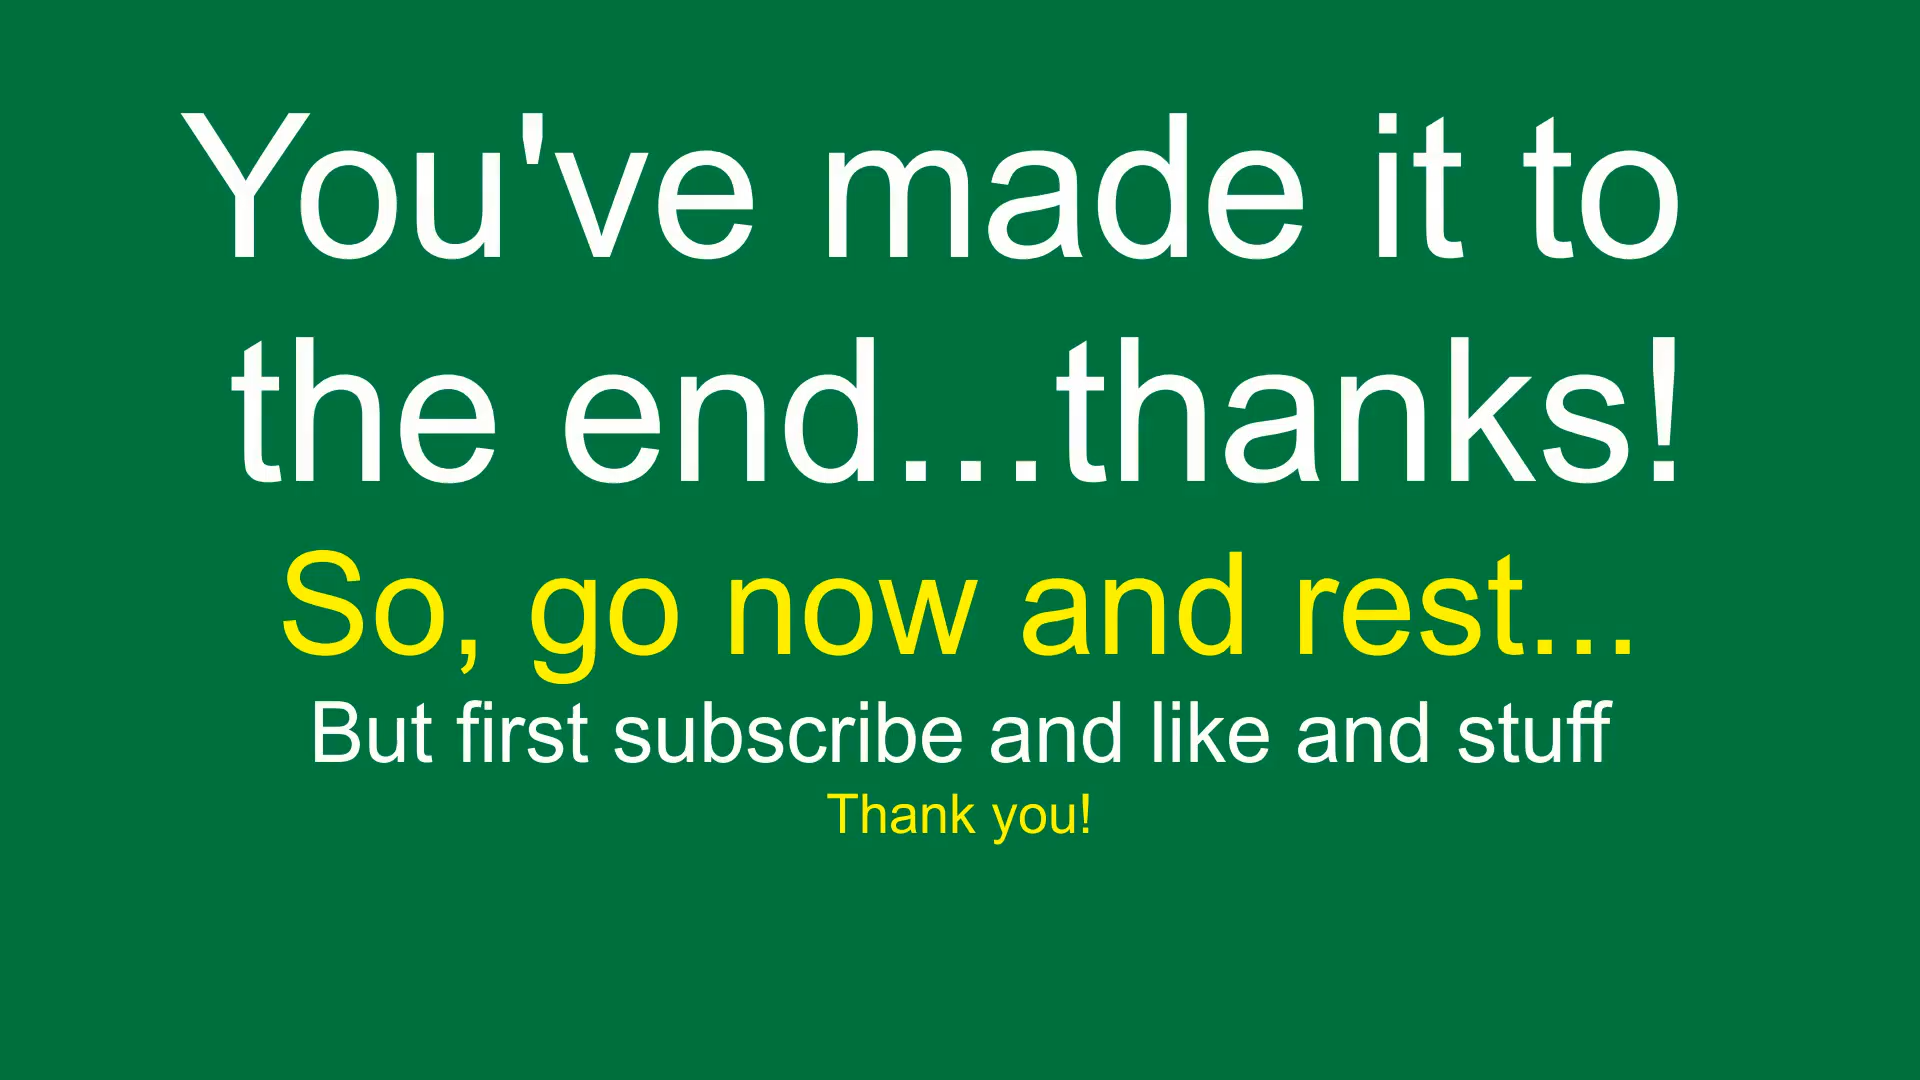 You've made it to
the end...thanks!
So, go now and rest...
But first subscribe and like and stuff
Thank you!